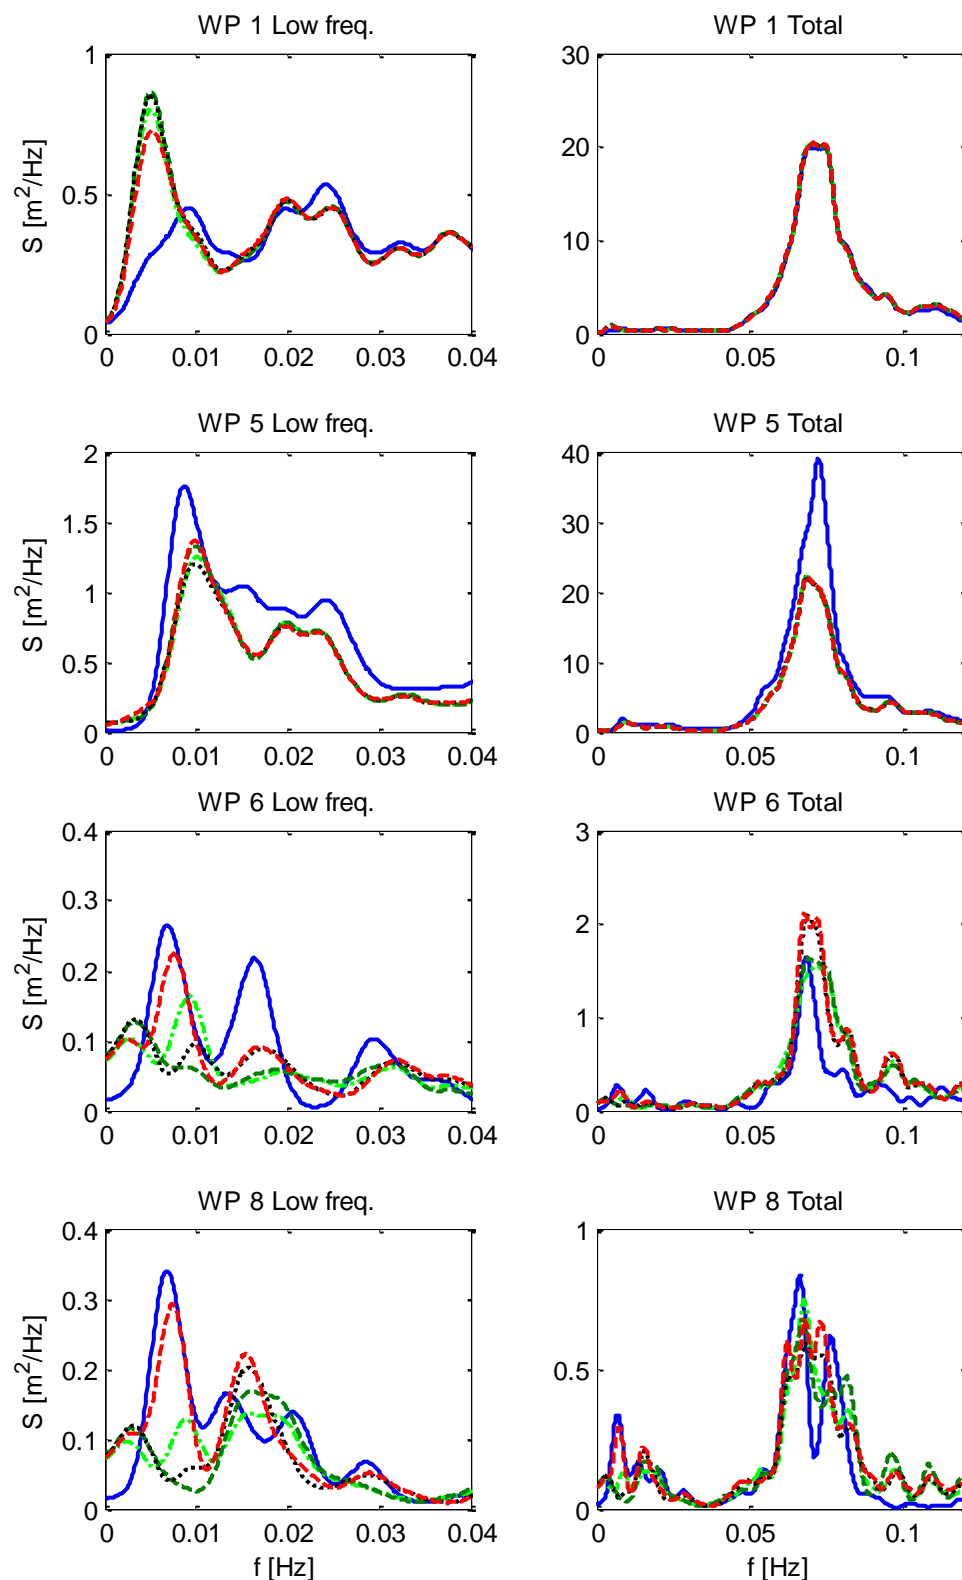 WP 1 Low freq.
WP 1 Total
1
0.5
0
S [m²/Hz]
0 0.01 0.02 0.03 0.04
30
20
10
0
0 0.05 0.1
WP 5 Low freq.
WP 5 Total
2
1.5
1
0.5
0
S [m²/Hz]
0 0.01 0.02 0.03 0.04
40
30
20
10
0
0 0.05 0.1
WP 6 Low freq.
WP 6 Total
0.4
0.3
0.2
0.1
0
S [m²/Hz]
0 0.01 0.02 0.03 0.04
3
2
1
0
0 0.05 0.1
WP 8 Low freq.
WP 8 Total
0.4
0.3
0.2
0.1
0
S [m²/Hz]
0 0.01 0.02 0.03 0.04
f [Hz]
1
0.5
0
0 0.05 0.1
f [Hz]